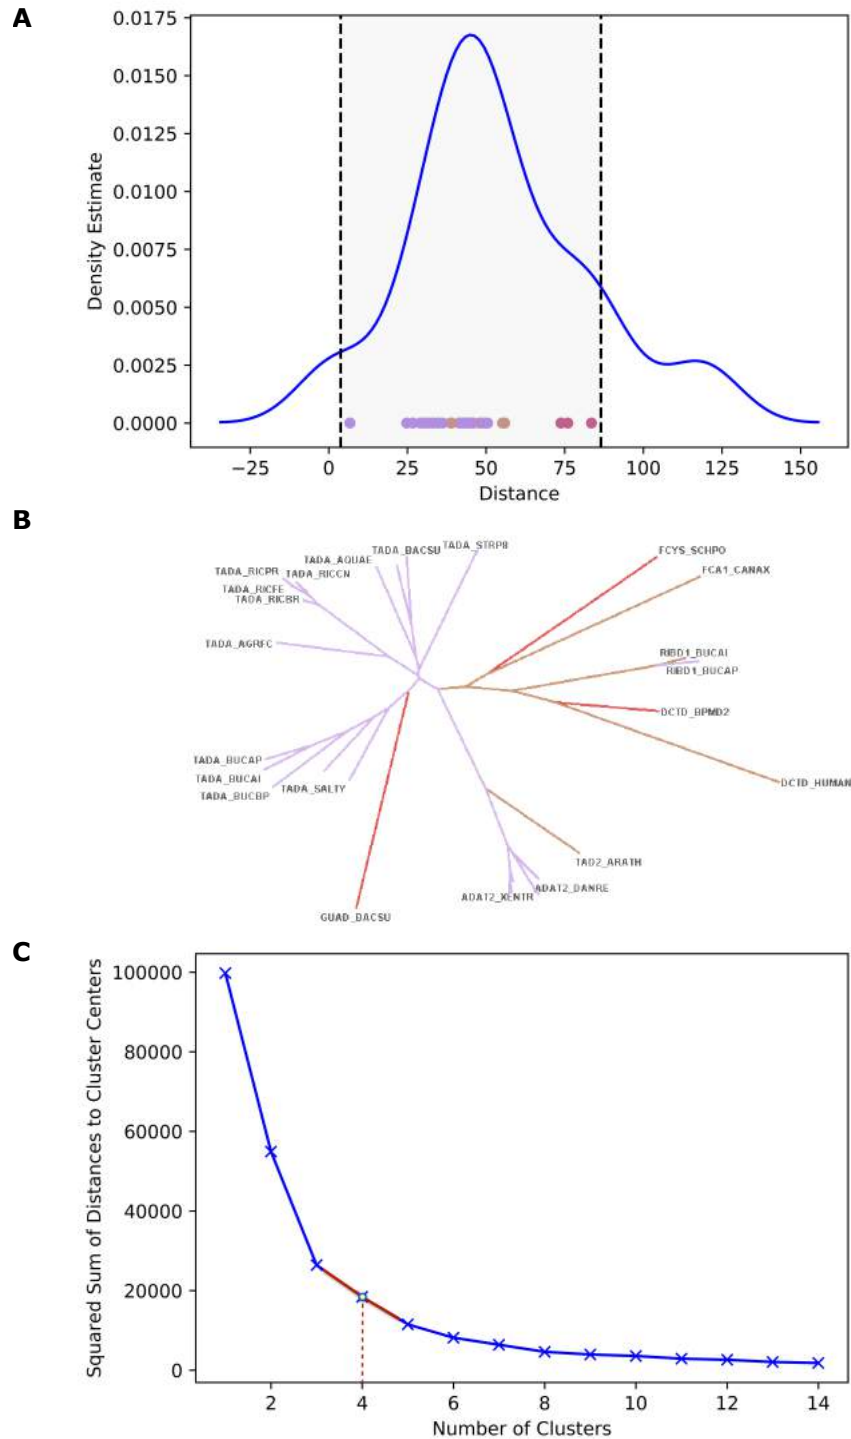 A
0.0175
0.0150
0.0125
0.0100
0.0075
0.0050
0.0025
0.0000
Density Estimate
−25 0 25 50 75 100 125 150
Distance
B
TADA_BACSU TADA_STRP8
TADA_AQUAE
TADA_RICPR TADA_RICCN
TADA_RICFE
TADA_RICBR
TADA_AGRFC
FCYS_SCHPO
FCA1_CANAX
RIBD1_BUCAI
RIBD1_BUCAP
DCTD_BPMD2
DCTD_HUMAN
TADA_BUCAP
TADA_BUCAI
TADA_BUCBP TADA_SALTY
TAD2_ARATH
ADAT2_XENTR ADAT2_DANRE
GUAD_BACSU
C
100000
80000
60000
40000
20000
0
Squared Sum of Distances to Cluster Centers
2 4 6 8 10 12 14
Number of Clusters